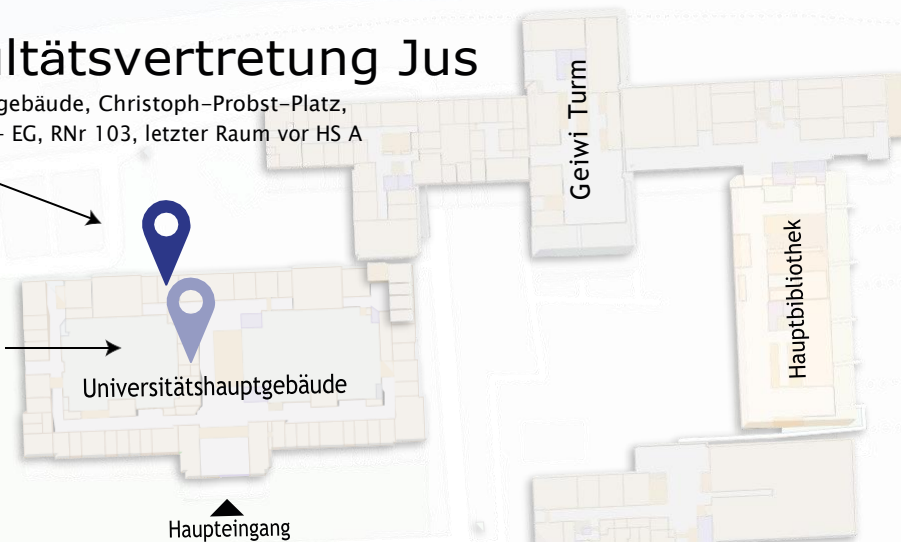 ltätsvertretung Jus
gebäude, Christoph-Probst-Platz,
- EG, RNr 103, letzter Raum vor HS A
Geiwi Turm
Hauptbibliothek
Universitätshauptgebäude
Haupteingang